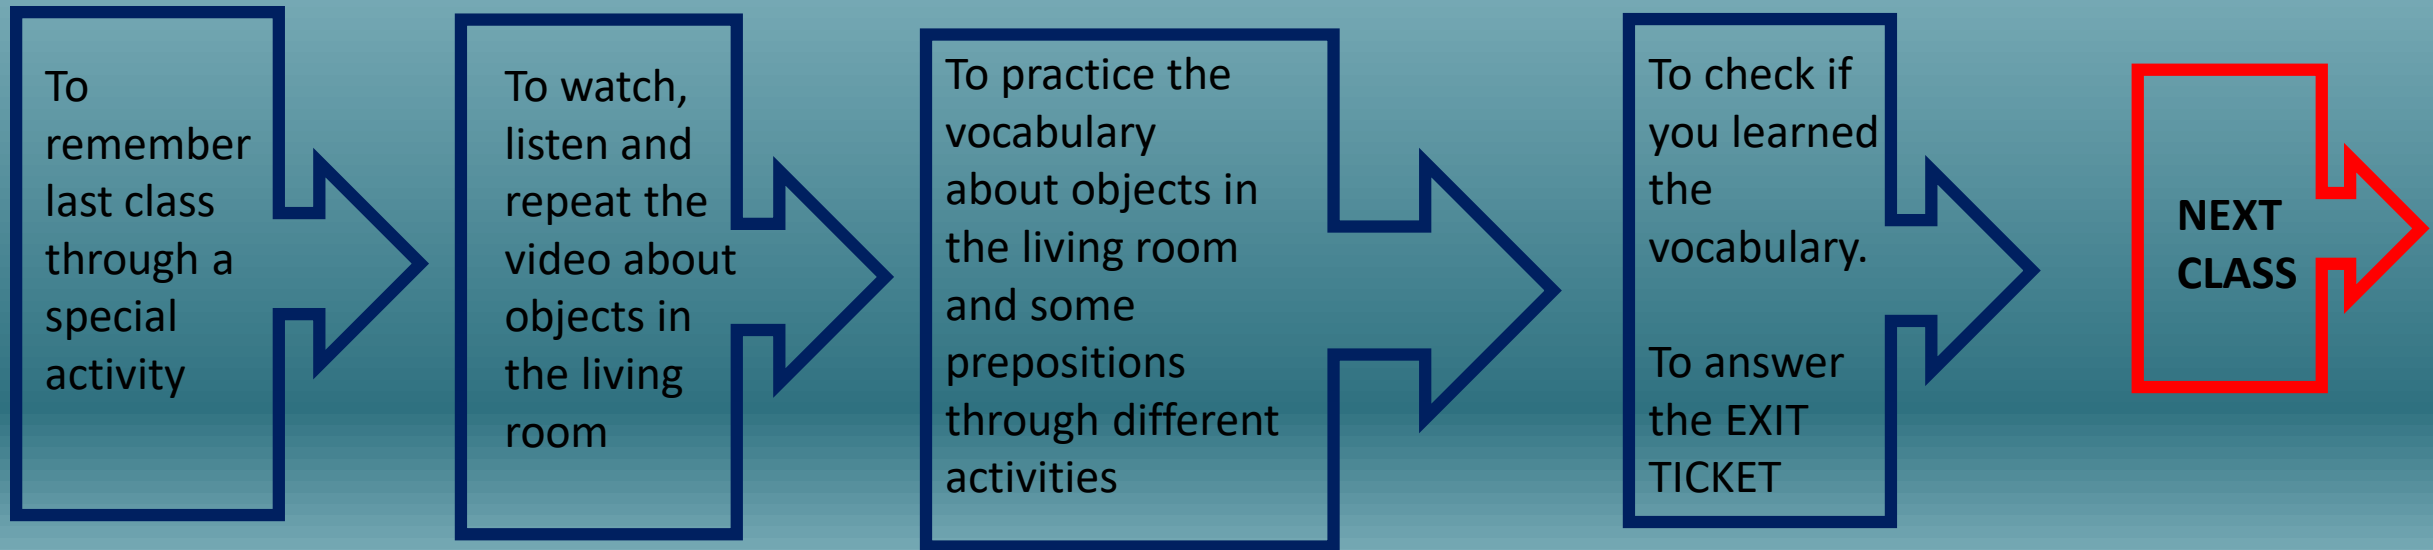 To
remember
last class
through a
special
activity
To watch,
listen and
repeat the
video about
objects in
the living
room
To practice the
vocabulary
about objects in
the living room
and some
prepositions
through different
activities
To check if
you learned
the
vocabulary.
To answer
the EXIT
TICKET
NEXT
CLASS